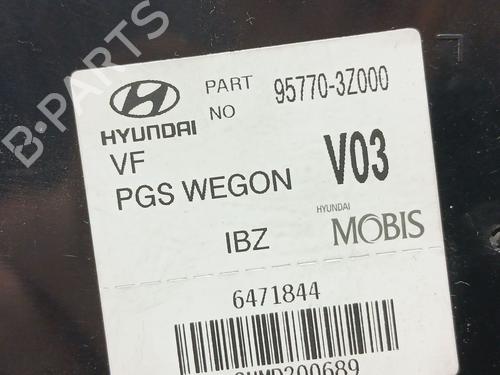 B-PARTS
HYUNDAI
PART NO 95770-3Z000
VF
PGS WEGON V03
IBZ
HYUNDAI
MOBIS
6471844